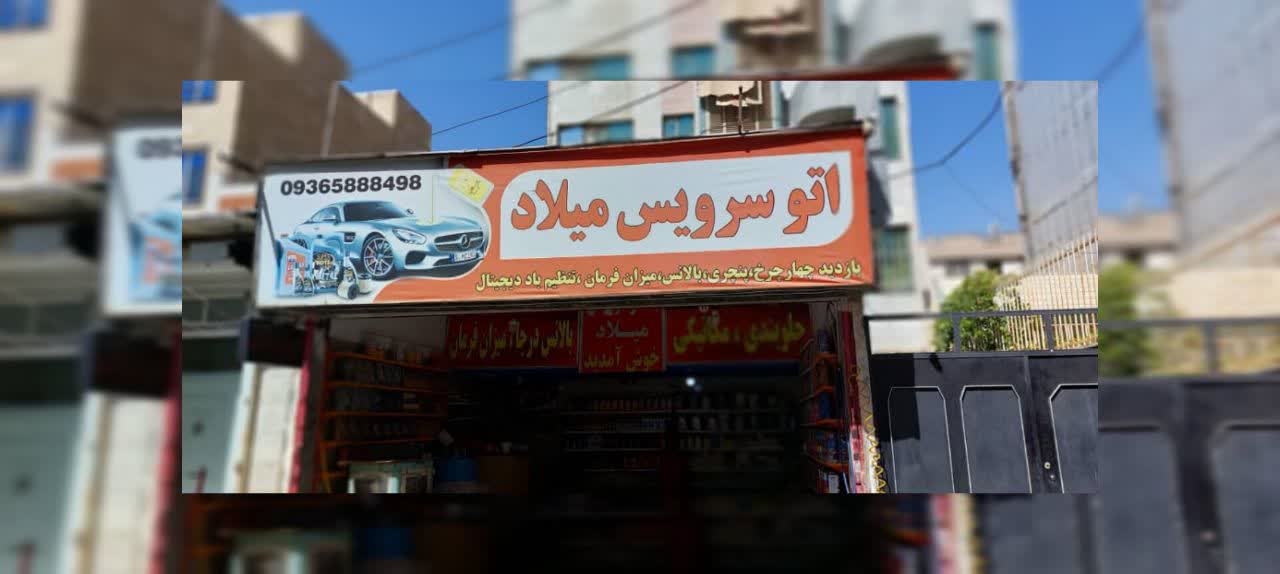 09365888498
اتو سرویس میلاد
بازدید چهارچرخ،پنچری،بالانس،میزان فرمان ،تنظیم باد دیجیتال
جلوبندی ، مکانیکی
میلاد
خوش آمدید
بالانس درجا میزان فرمان